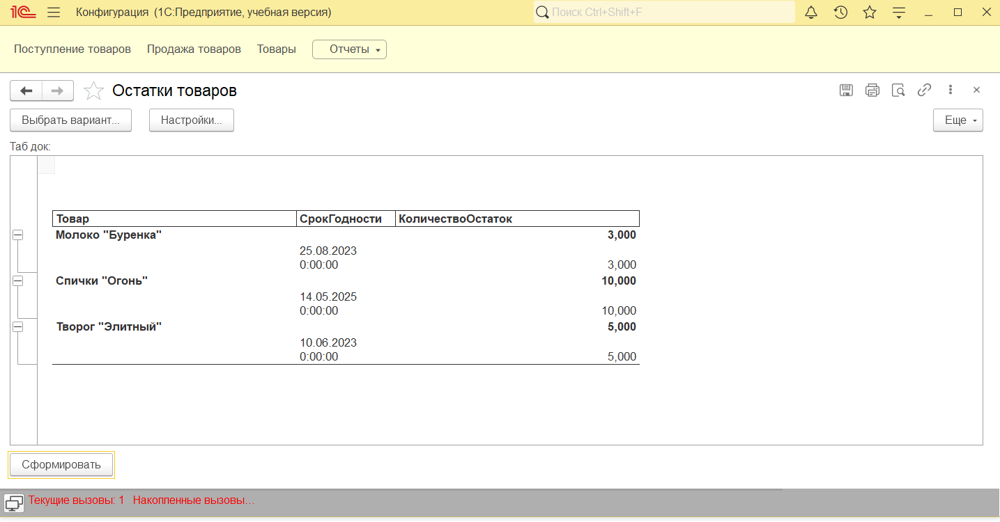 1С Конфигурация (1С:Предприятие, учебная версия) Поиск Ctrl+Shift+F
Поступление товаров Продажа товаров Товары Отчеты
Остатки товаров
Выбрать вариант... Настройки... Еще
Таб док:
Товар СрокГодности КоличествоОстаток
Молоко "Буренка" 3,000
25.08.2023
0:00:00 3,000
Спички "Огонь" 10,000
14.05.2025
0:00:00 10,000
Творог "Элитный" 5,000
10.06.2023
0:00:00 5,000
Сформировать
Текущие вызовы: 1 Накопленные вызовы…